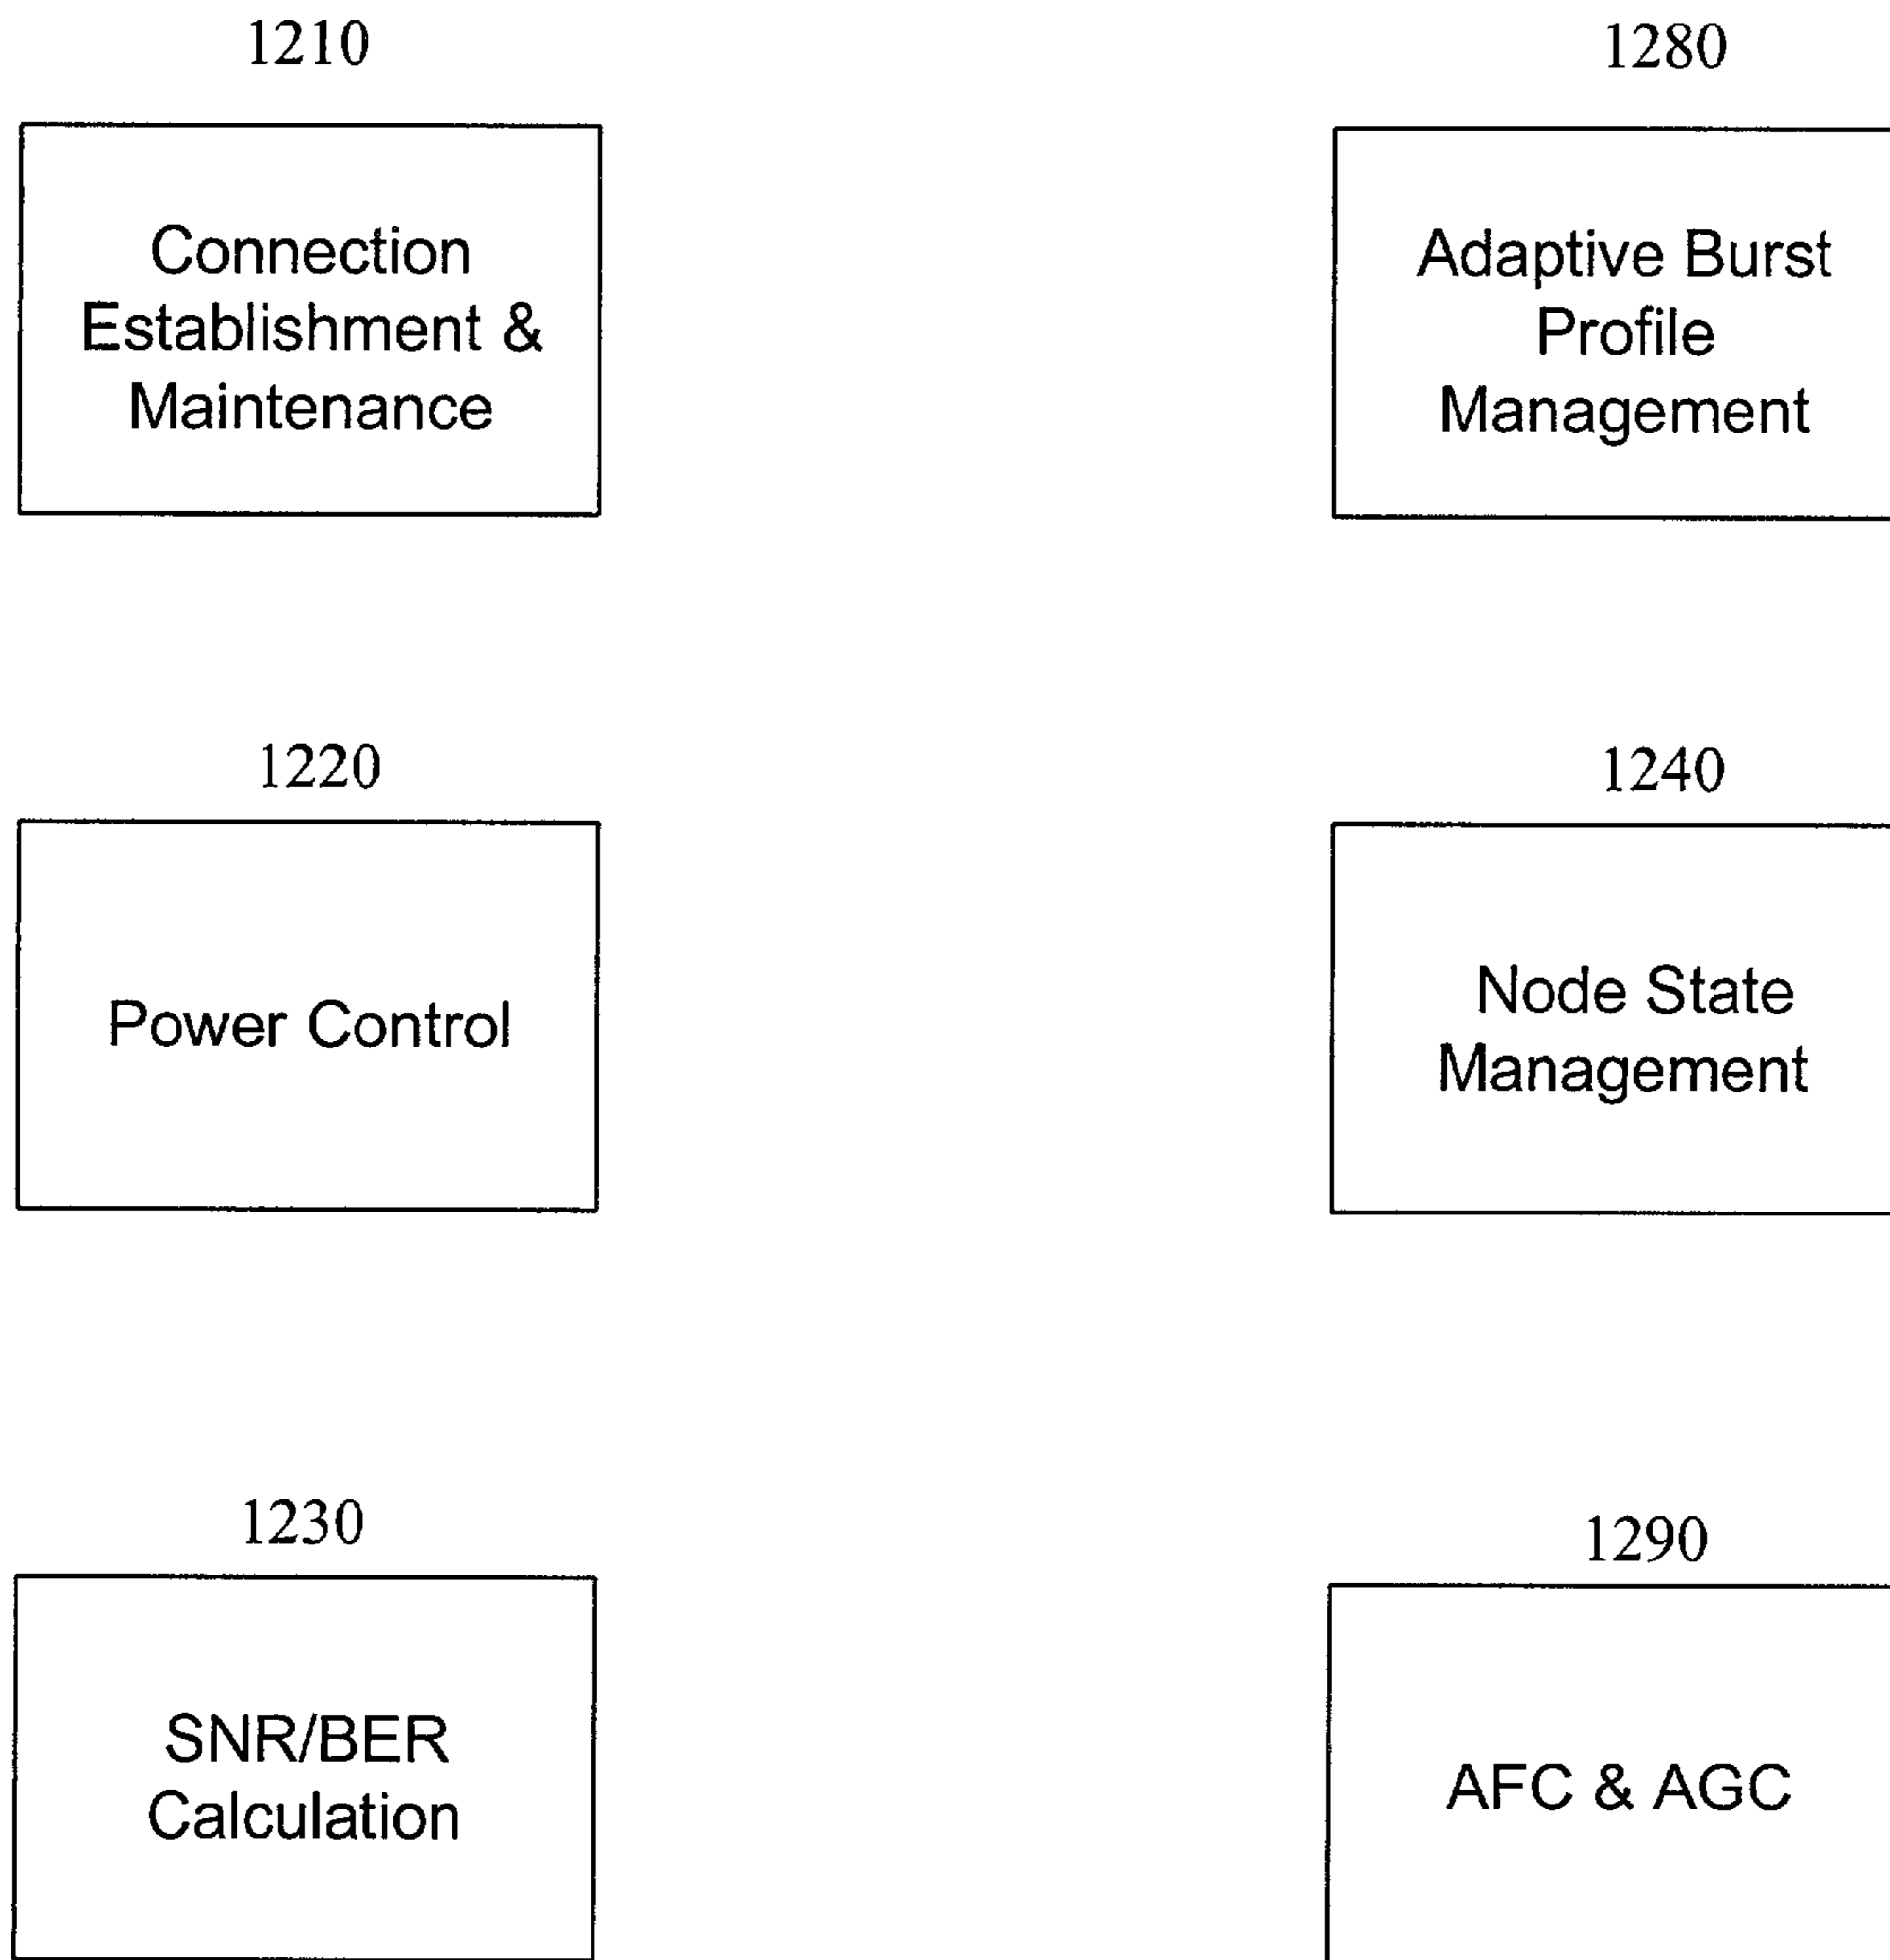 1210
Connection
Establishment &
Maintenance
1280
Adaptive Burst
Profile
Management
1220
Power Control
1240
Node State
Management
1230
SNR/BER
Calculation
1290
AFC & AGC